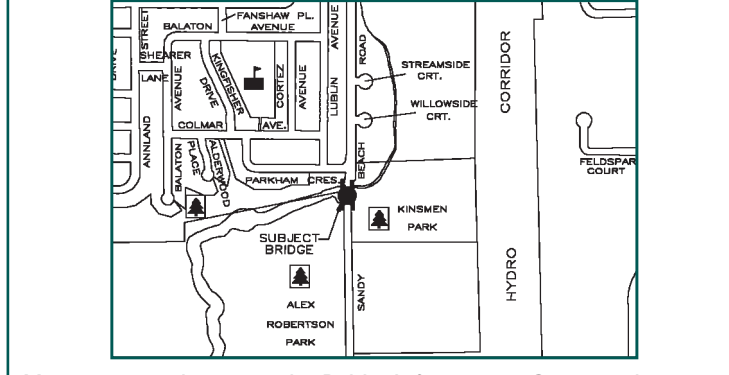 FANSHAW PL.
BALATON AVENUE
STREET
SHEARER
LANE
DRIVE
ANNLAND
AVENUE
BALATON
KINGFISHER
DRIVE
CORTEZ
AVENUE
LUBLIN
AVENUE
ROAD
STREAMSIDE
CRT.
WILLOWSIDE
CRT.
CORRIDOR
COLMAR AVE.
PLACE
ALDERWOOD
PARKHAM CRES.
BEACH
FELDSPAR
COURT
KINSMEN
PARK
SUBJECT
BRIDGE
HYDRO
SANDY
ALEX
ROBERTSON
PARK